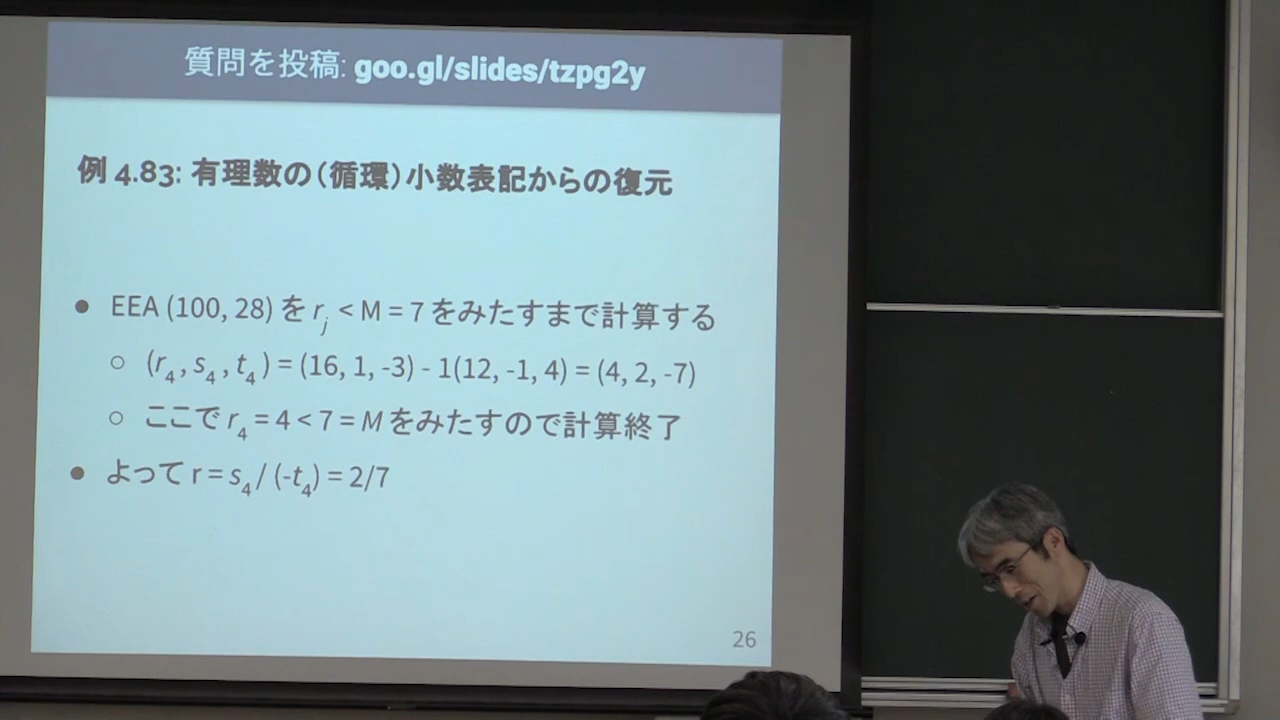 質問を投稿: goo.gl/slides/tzpg2y
例 4.83: 有理数の（循環）小数表記からの復元
● EEA (100, 28) を r_j < M = 7 をみたすまで計算する
○ (r_4, s_4, t_4) = (16, 1, -3) - 1(12, -1, 4) = (4, 2, -7)
○ ここで r_4 = 4 < 7 = M をみたすので計算終了
● よって r = s_4 / (-t_4) = 2/7
26